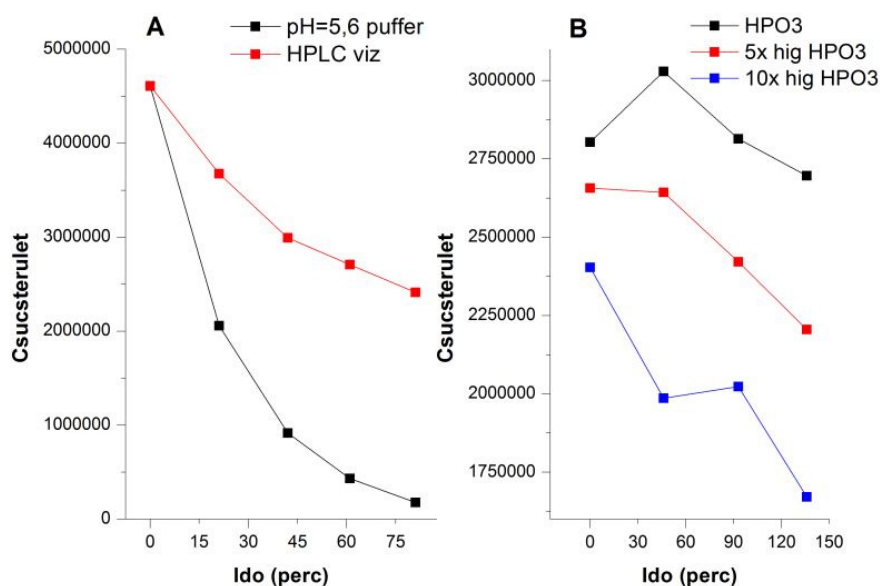 A
pH=5,6 puffer
HPLC viz
5000000
4000000
3000000
2000000
1000000
0
Csucsterulet
0 15 30 45 60 75
Ido (perc)
B
HPO3
5x hig HPO3
10x hig HPO3
3000000
2750000
2500000
2250000
2000000
1750000
Csucsterulet
0 30 60 90 120 150
Ido (perc)